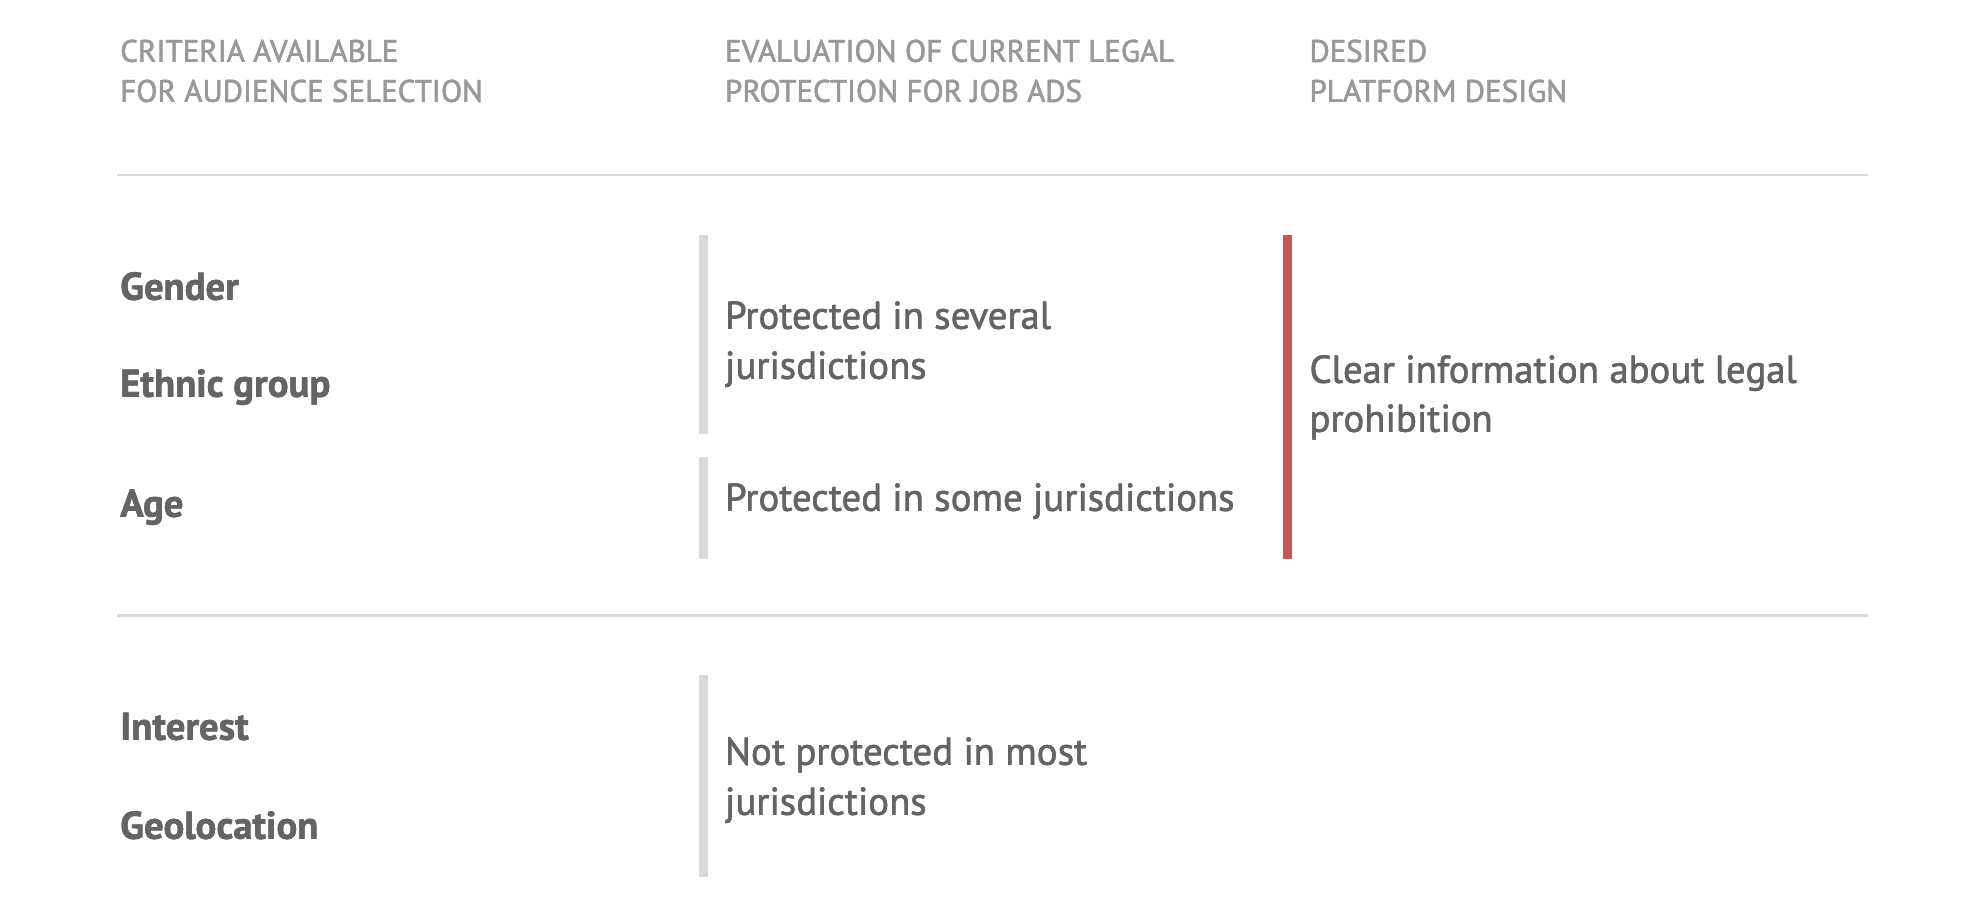 CRITERIA AVAILABLE
FOR AUDIENCE SELECTION
EVALUATION OF CURRENT LEGAL
PROTECTION FOR JOB ADS
DESIRED
PLATFORM DESIGN
Gender
Ethnic group
Protected in several
jurisdictions
Age
Protected in some jurisdictions
Clear information about legal
prohibition
Interest
Geolocation
Not protected in most
jurisdictions